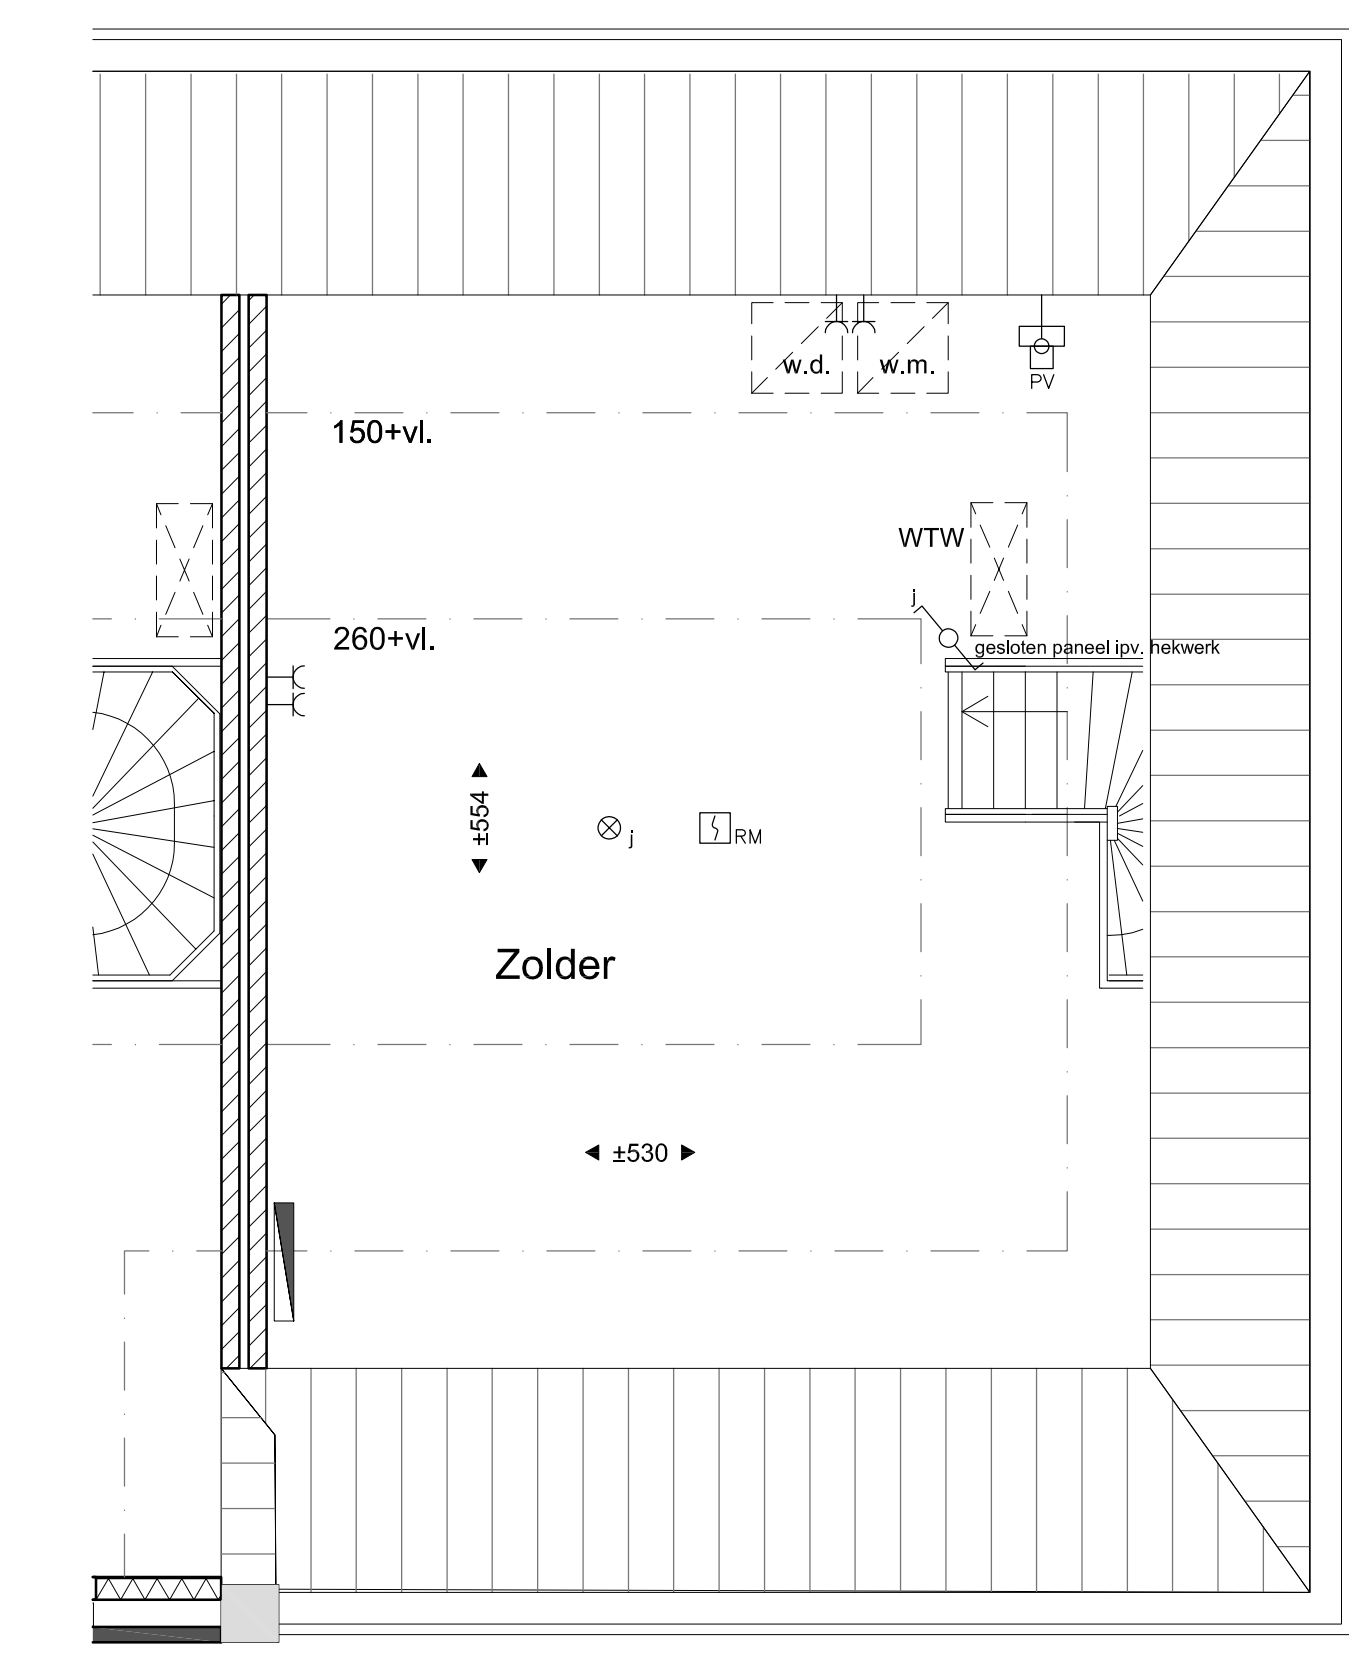 w.d.
w.m.
PV
150+vl.
WTW
j
260+vl.
gesloten paneel ipv. hekwerk
±554
j
RM
Zolder
±530